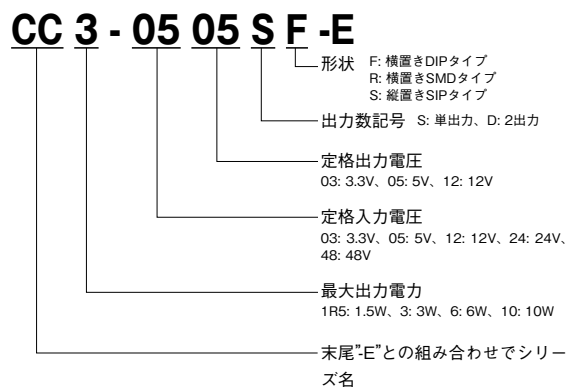 CC 3 - 05 05 S F -E
形状 F: 横置きDIPタイプ
R: 横置きSMDタイプ
S: 縦置きSIPタイプ
出力数記号 S: 単出力、D: 2出力
定格出力電圧
03: 3.3V、05: 5V、12: 12V
定格入力電圧
03: 3.3V、05: 5V、12: 12V、24: 24V、
48: 48V
最大出力電力
1R5: 1.5W、3: 3W、6: 6W、10: 10W
末尾"-E"との組み合わせでシリー
ズ名